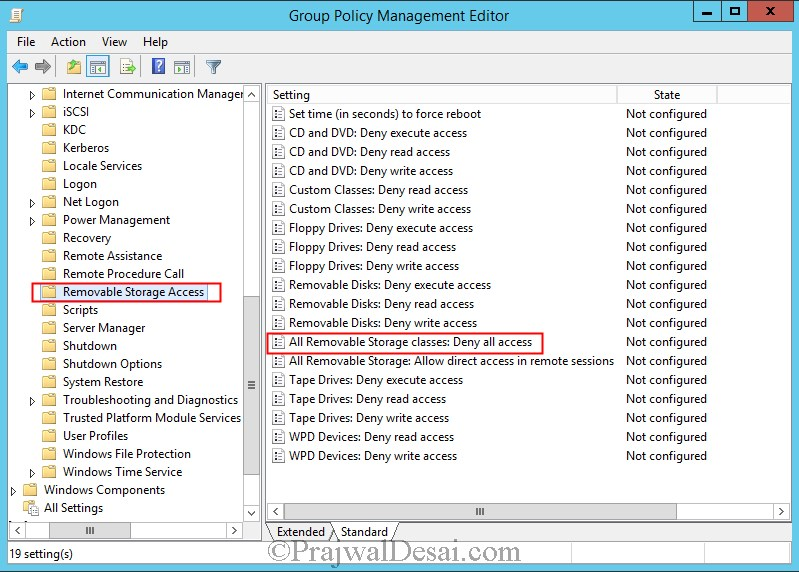 Group Policy Management Editor
File Action View Help
Internet Communication Manager
iSCSI
KDC
Kerberos
Locale Services
Logon
Net Logon
Power Management
Recovery
Remote Assistance
Remote Procedure Call
Removable Storage Access
Scripts
Server Manager
Shutdown
Shutdown Options
System Restore
Troubleshooting and Diagnostics
Trusted Platform Module Services
User Profiles
Windows File Protection
Windows Time Service
Windows Components
All Settings
Setting State
Set time (in seconds) to force reboot Not configured
CD and DVD: Deny execute access Not configured
CD and DVD: Deny read access Not configured
CD and DVD: Deny write access Not configured
Custom Classes: Deny read access Not configured
Custom Classes: Deny write access Not configured
Floppy Drives: Deny execute access Not configured
Floppy Drives: Deny read access Not configured
Floppy Drives: Deny write access Not configured
Removable Disks: Deny execute access Not configured
Removable Disks: Deny read access Not configured
Removable Disks: Deny write access Not configured
All Removable Storage classes: Deny all access Not configured
All Removable Storage: Allow direct access in remote sessions Not configured
Tape Drives: Deny execute access Not configured
Tape Drives: Deny read access Not configured
Tape Drives: Deny write access Not configured
WPD Devices: Deny read access Not configured
WPD Devices: Deny write access Not configured
Extended Standard
19 setting(s)
©PrajwalDesai.com